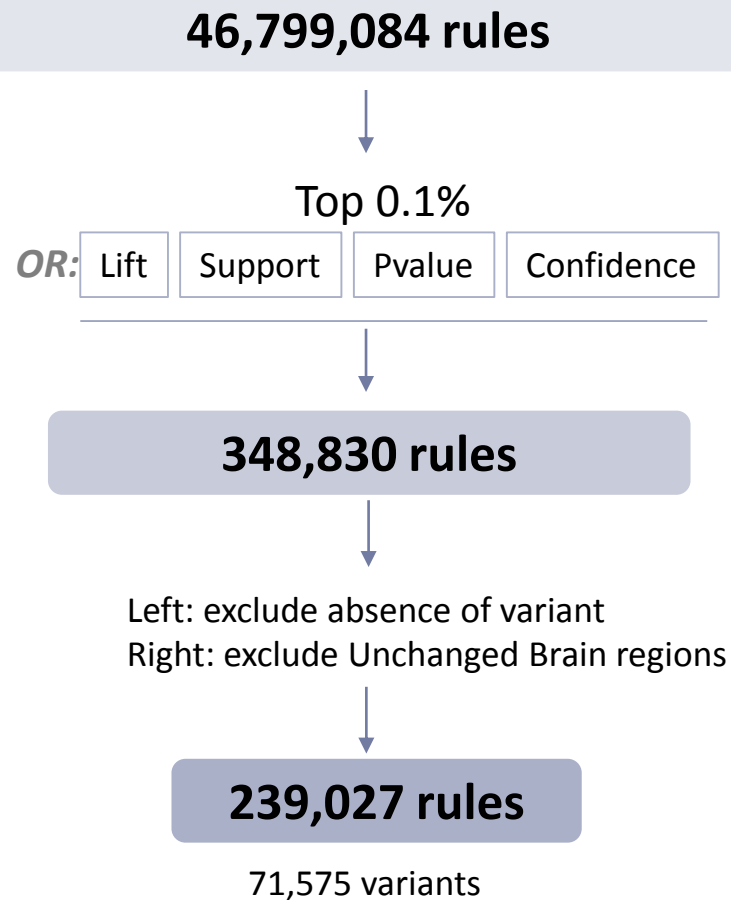 46,799,084 rules
Top 0.1%
OR: Lift Support Pvalue Confidence
348,830 rules
Left: exclude absence of variant
Right: exclude Unchanged Brain regions
239,027 rules
71,575 variants